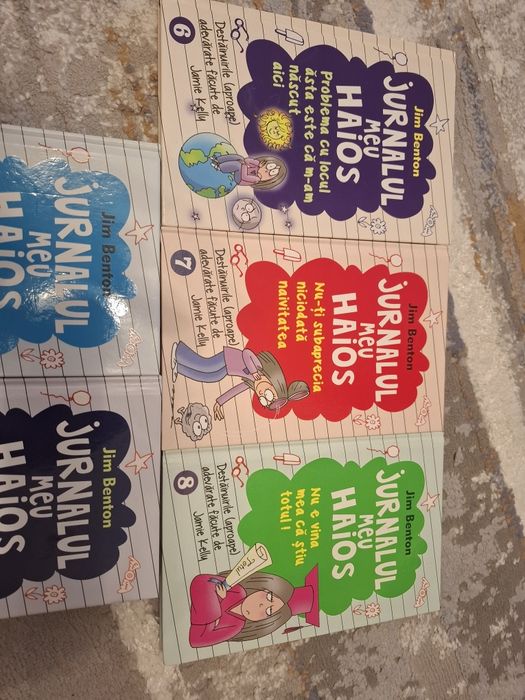 Jim Benton
JURNALUL
MEU
HAIOS
Problema cu locul
ăsta este că m-am
născut
aici
Destăinuirile (aproape)
adevărate făcute de
Jamie Kelly
6
Jim Benton
JURNALUL
MEU
HAIOS
Nu-ți subaprecia
niciodată
naivitatea
Destăinuirile (aproape)
adevărate făcute de
Jamie Kelly
7
Jim Benton
JURNALUL
MEU
HAIOS
Nu e vina
mea că știu
totul!
Destăinuirile (aproape)
adevărate făcute de
Jamie Kelly
8
Totul
Jim Benton
JURNALUL
MEU
HAIOS
Jim Benton
JURNALUL
MEU
HAIOS